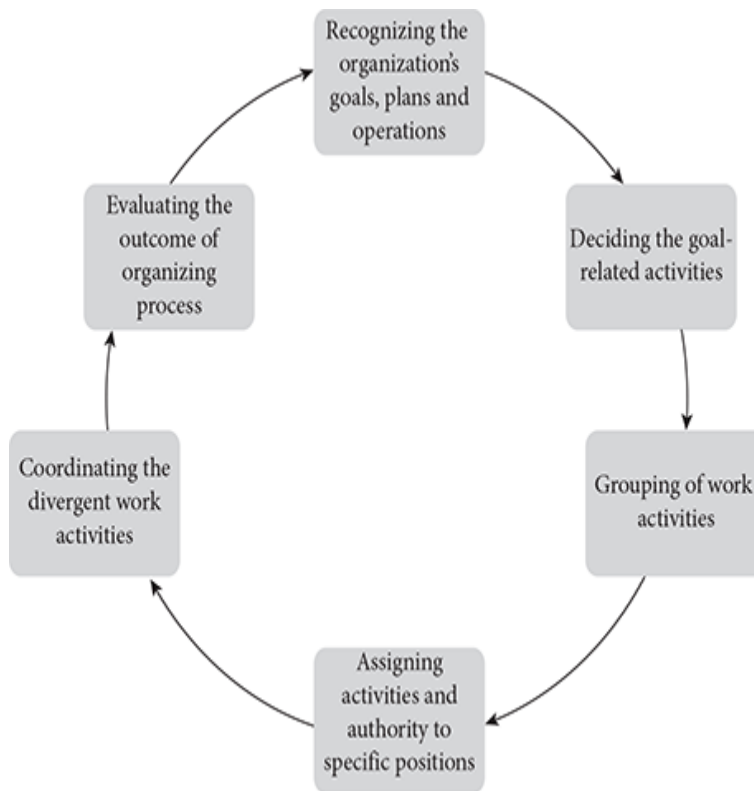 Recognizing the
organization's
goals, plans and
operations
Deciding the goal-
related activities
Grouping of work
activities
Assigning
activities and
authority to
specific positions
Coordinating the
divergent work
activities
Evaluating the
outcome of
organizing
process